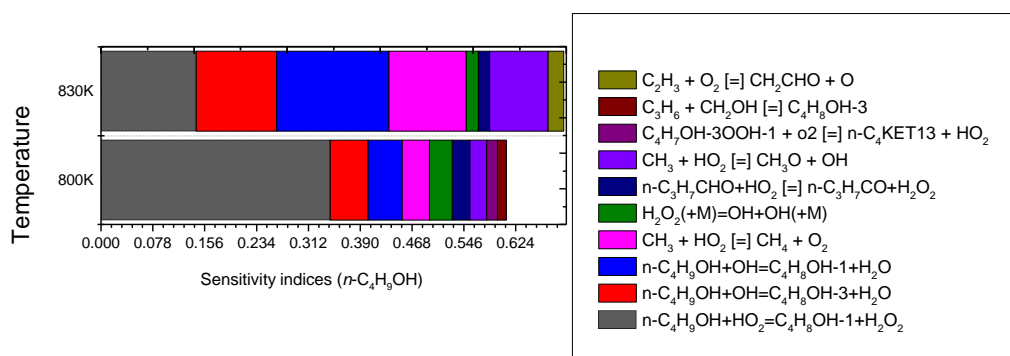 Temperature
830K
800K
0.000 0.078 0.156 0.234 0.312 0.390 0.468 0.546 0.624
Sensitivity indices (n-C₄H₉OH)
C₂H₃ + O₂ [=] CH₂CHO + O
C₃H₆ + CH₂OH [=] C₄H₈OH-3
C₄H₇OH-3OOH-1 + o2 [=] n-C₄KET13 + HO₂
CH₃ + HO₂ [=] CH₃O + OH
n-C₃H₇CHO+HO₂ [=] n-C₃H₇CO+H₂O₂
H₂O₂(+M)=OH+OH(+M)
CH₃ + HO₂ [=] CH₄ + O₂
n-C₄H₉OH+OH=C₄H₈OH-1+H₂O
n-C₄H₉OH+OH=C₄H₈OH-3+H₂O
n-C₄H₉OH+HO₂=C₄H₈OH-1+H₂O₂